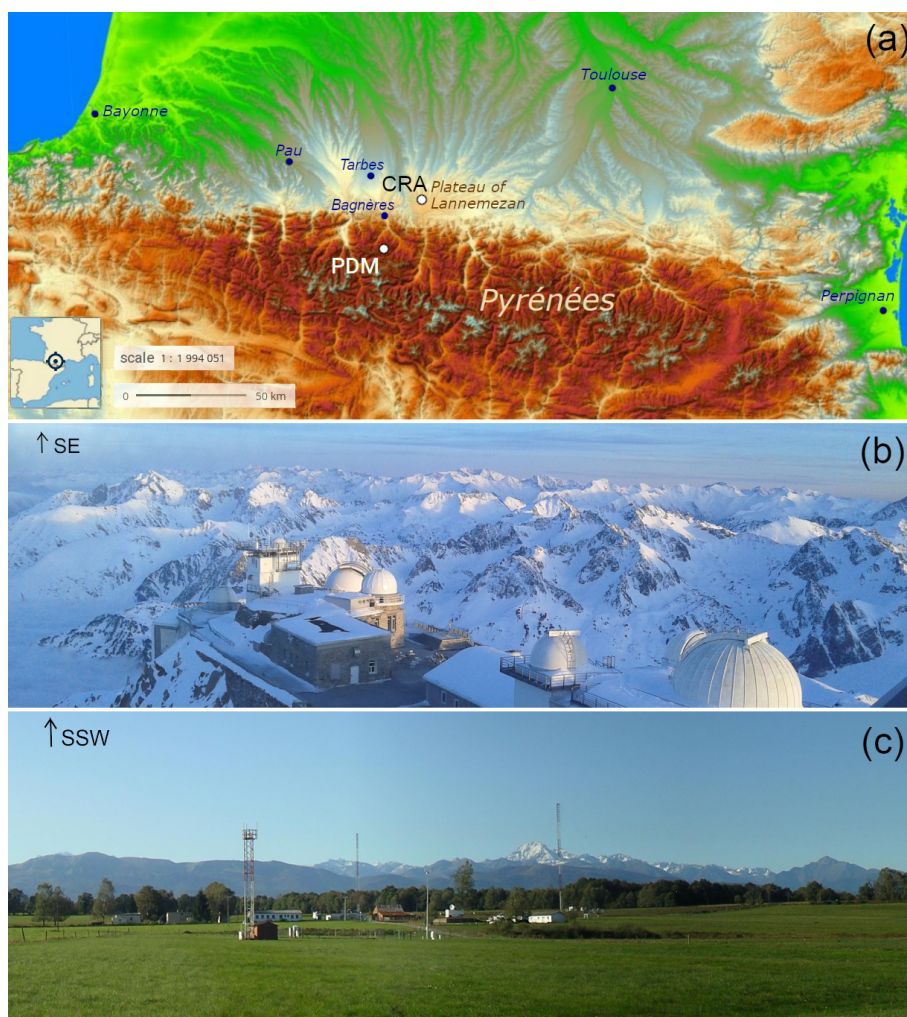 (a)
Toulouse
Bayonne
Pau
Tarbes
CRA
Plateau of
Lannemezan
Bagnères
PDM
Pyrénées
Perpignan
scale 1 : 1 994 051
0 50 km
↑ SE
(b)
↑ SSW
(c)